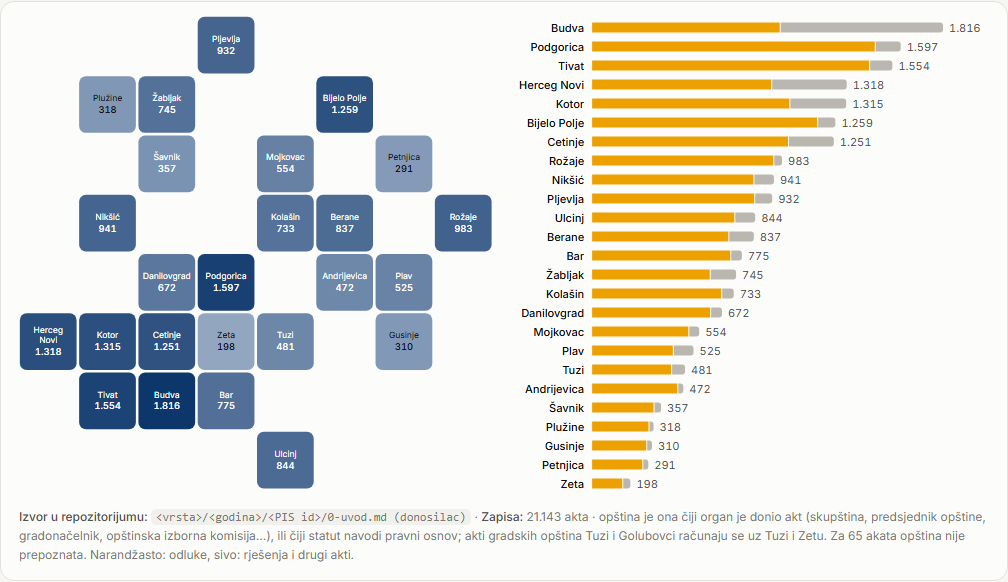 Pljevlja
932
Plužine
318
Žabljak
745
Bijelo Polje
1.259
Šavnik
357
Mojkovac
554
Petnjica
291
Nikšić
941
Kolašin
733
Berane
837
Rožaje
983
Danilovgrad
672
Podgorica
1.597
Andrijevica
472
Plav
525
Herceg
Novi
1.318
Kotor
1.315
Cetinje
1.251
Zeta
198
Tuzi
481
Gusinje
310
Tivat
1.554
Budva
1.816
Bar
775
Ulcinj
844
Budva 1.816
Podgorica 1.597
Tivat 1.554
Herceg Novi 1.318
Kotor 1.315
Bijelo Polje 1.259
Cetinje 1.251
Rožaje 983
Nikšić 941
Pljevlja 932
Ulcinj 844
Berane 837
Bar 775
Žabljak 745
Kolašin 733
Danilovgrad 672
Mojkovac 554
Plav 525
Tuzi 481
Andrijevica 472
Šavnik 357
Plužine 318
Gusinje 310
Petnjica 291
Zeta 198
Izvor u repozitorijumu: <vrsta>/<godina>/<PIS id>/0-uvod.md (donosilac) · Zapisa: 21.143 akta · opština je ona čiji organ je donio akt (skupština, predsjednik opštine,
gradonačelnik, opštinska izborna komisija...), ili čiji statut navodi pravni osnov; akti gradskih opština Tuzi i Golubovci računaju se uz Tuzi i Zetu. Za 65 akata opština nije
prepoznata. Narandžasto: odluke, sivo: rješenja i drugi akti.